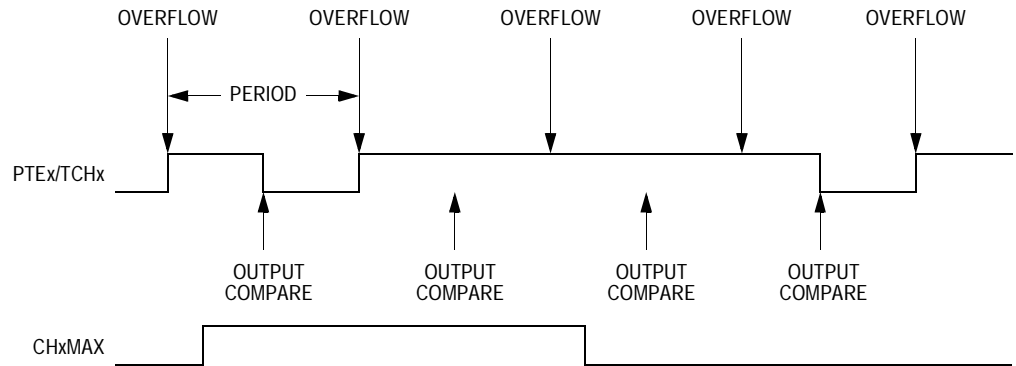 OVERFLOW OVERFLOW OVERFLOW OVERFLOW OVERFLOW
PERIOD
PTEx/TCHx
OUTPUT COMPARE
OUTPUT COMPARE
OUTPUT COMPARE
OUTPUT COMPARE
CHxMAX